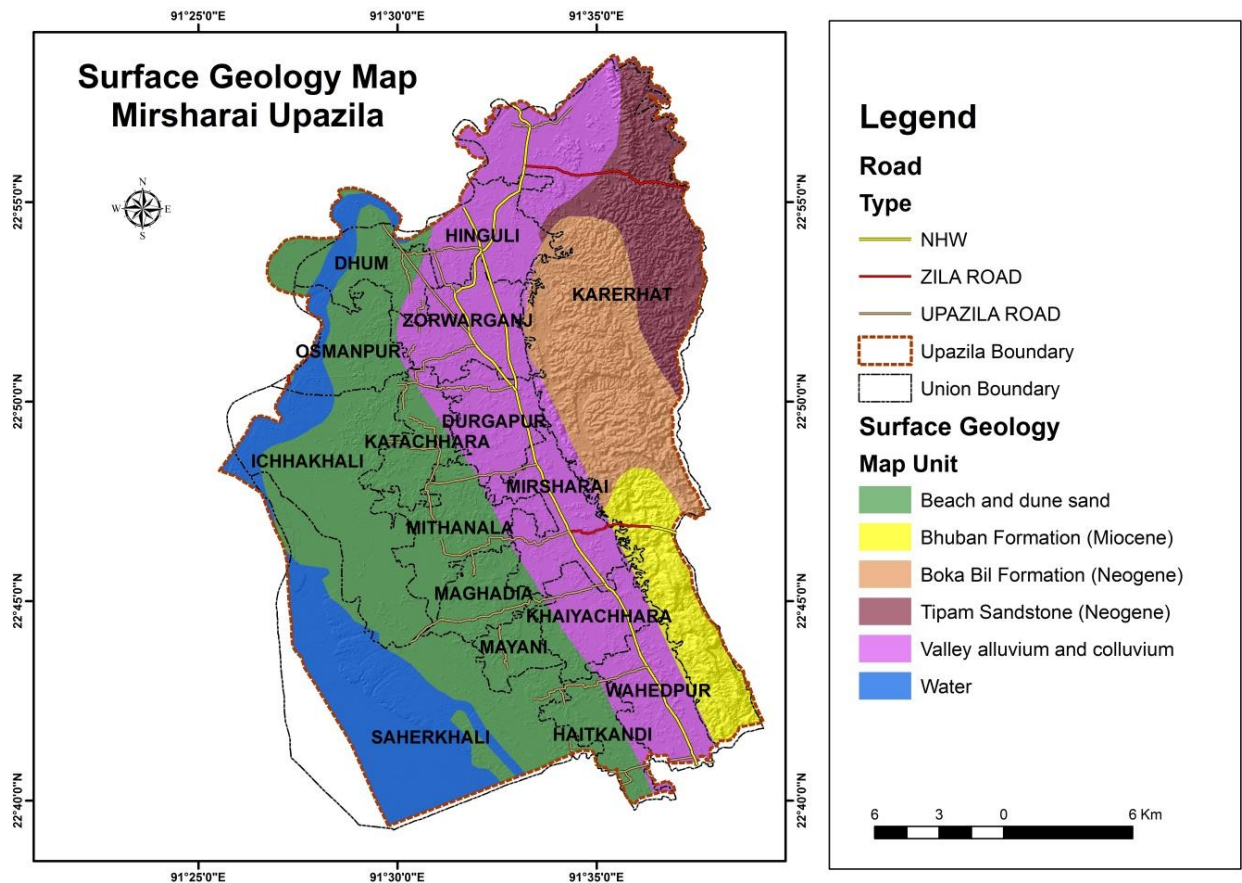 91°25'0"E
91°30'0"E
91°35'0"E
Surface Geology Map
Mirsharai Upazila
N
W
E
S
22°55'0"N
22°50'0"N
22°45'0"N
22°40'0"N
22°55'0"N
22°50'0"N
22°45'0"N
22°40'0"N
HINGULI
DHUM
KARERHAT
ZORWARGANJ
OSMANPUR
DURGAPUR
KATACHHARA
ICHHAKHALI
MIRSHARAI
MITHANALA
MAGHADIA
KHAIYACHHARA
MAYANI
WAHEDPUR
SAHERKHALI
HAITKANDI
91°25'0"E
91°30'0"E
91°35'0"E
Legend
Road
Type
NHW
ZILA ROAD
UPAZILA ROAD
Upazila Boundary
Union Boundary
Surface Geology
Map Unit
Beach and dune sand
Bhuban Formation (Miocene)
Boka Bil Formation (Neogene)
Tipam Sandstone (Neogene)
Valley alluvium and colluvium
Water
6 3 0 6 Km